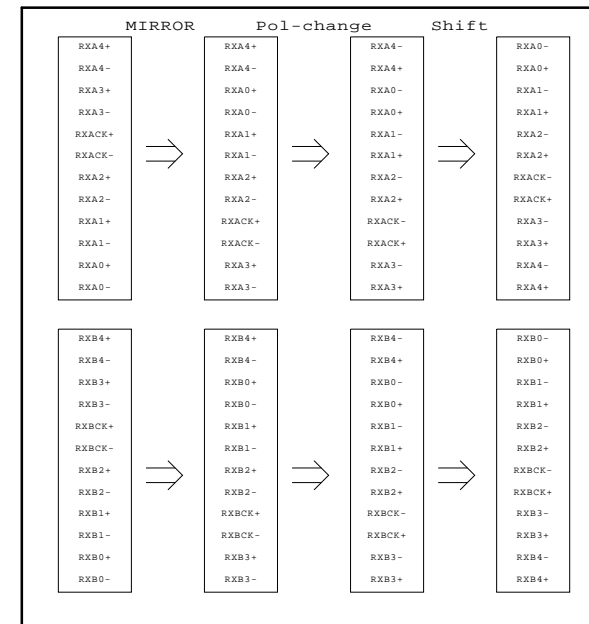 MIRROR Pol-change Shift
RXA4+ RXA4+ RXA4- RXA0-
RXA4- RXA4- RXA4+ RXA0+
RXA3+ RXA0+ RXA0- RXA1-
RXA3- RXA0- RXA0+ RXA1+
RXACK+ RXA1+ RXA1- RXA2-
RXACK- RXA1- RXA1+ RXA2+
RXA2+ RXA2+ RXA2- RXACK-
RXA2- RXA2- RXA2+ RXACK+
RXA1+ RXACK+ RXACK- RXA3-
RXA1- RXACK- RXACK+ RXA3+
RXA0+ RXA3+ RXA3- RXA4-
RXA0- RXA3- RXA3+ RXA4+
RXB4+ RXB4+ RXB4- RXB0-
RXB4- RXB4- RXB4+ RXB0+
RXB3+ RXB0+ RXB0- RXB1-
RXB3- RXB0- RXB0+ RXB1+
RXBCK+ RXB1+ RXB1- RXB2-
RXBCK- RXB1- RXB1+ RXB2+
RXB2+ RXB2+ RXB2- RXBCK-
RXB2- RXB2- RXB2+ RXBCK+
RXB1+ RXBCK+ RXBCK- RXB3-
RXB1- RXBCK- RXBCK+ RXB3+
RXB0+ RXB3+ RXB3- RXB4-
RXB0- RXB3- RXB3+ RXB4+